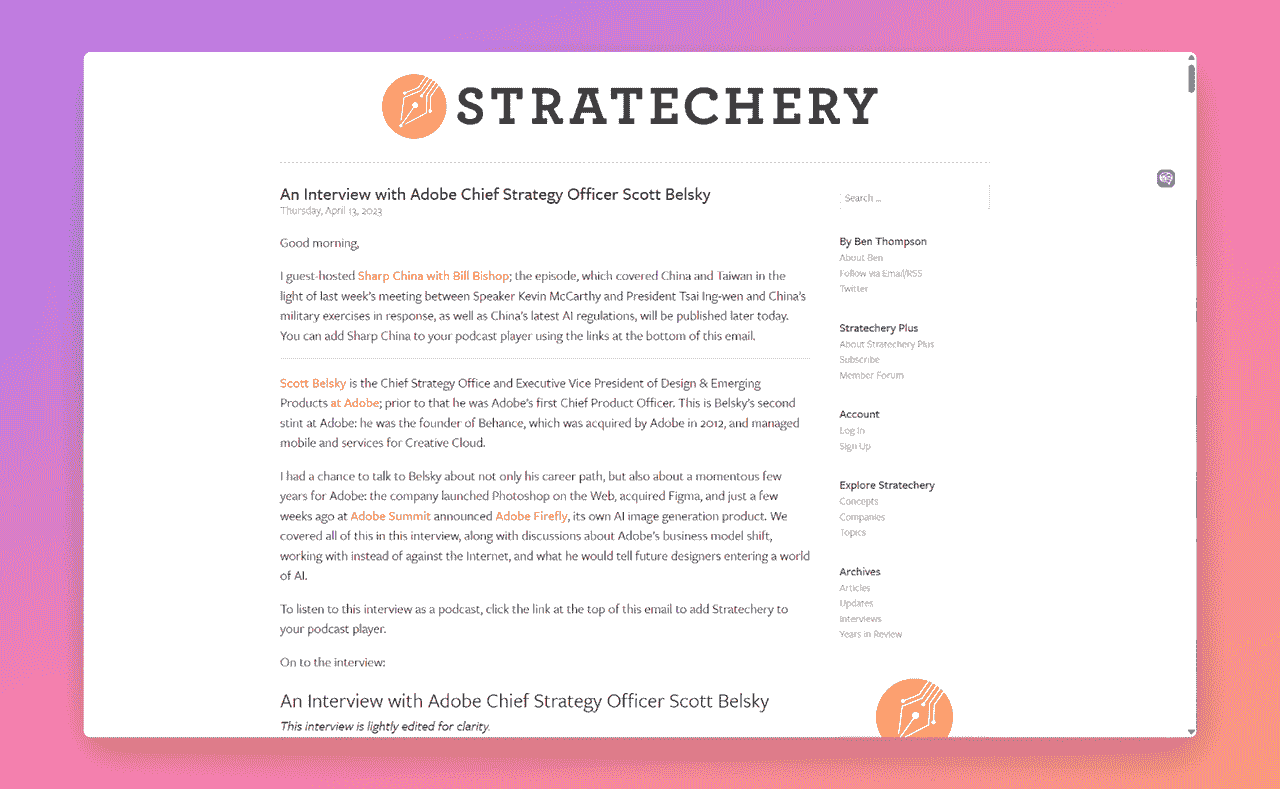 STRATECHERY
An Interview with Adobe Chief Strategy Officer Scott Belsky
Thursday, April 13, 2023
Good morning,
I guest-hosted Sharp China with Bill Bishop; the episode, which covered China and Taiwan in the
light of last week's meeting between Speaker Kevin McCarthy and President Tsai Ing-wen and China's
military exercises in response, as well as China's latest AI regulations, will be published later today.
You can add Sharp China to your podcast player using the links at the bottom of this email.
Scott Belsky is the Chief Strategy Office and Executive Vice President of Design & Emerging
Products at Adobe; prior to that he was Adobe's first Chief Product Officer. This is Belsky's second
stint at Adobe: he was the founder of Behance, which was acquired by Adobe in 2012, and managed
mobile and services for Creative Cloud.
I had a chance to talk to Belsky about not only his career path, but also about a momentous few
years for Adobe: the company launched Photoshop on the Web, acquired Figma, and just a few
weeks ago at Adobe Summit announced Adobe Firefly, its own AI image generation product. We
covered all of this in this interview, along with discussions about Adobe's business model shift,
working with instead of against the Internet, and what he would tell future designers entering a world
of AI.
To listen to this interview as a podcast, click the link at the top of this email to add Stratechery to
your podcast player.
On to the interview:
An Interview with Adobe Chief Strategy Officer Scott Belsky
This interview is lightly edited for clarity.
Search ...
By Ben Thompson
About Ben
Follow via Email/RSS
Twitter
Stratechery Plus
About Stratechery Plus
Subscribe
Member Forum
Account
Log In
Sign Up
Explore Stratechery
Concepts
Companies
Topics
Archives
Articles
Updates
Interviews
Years in Review